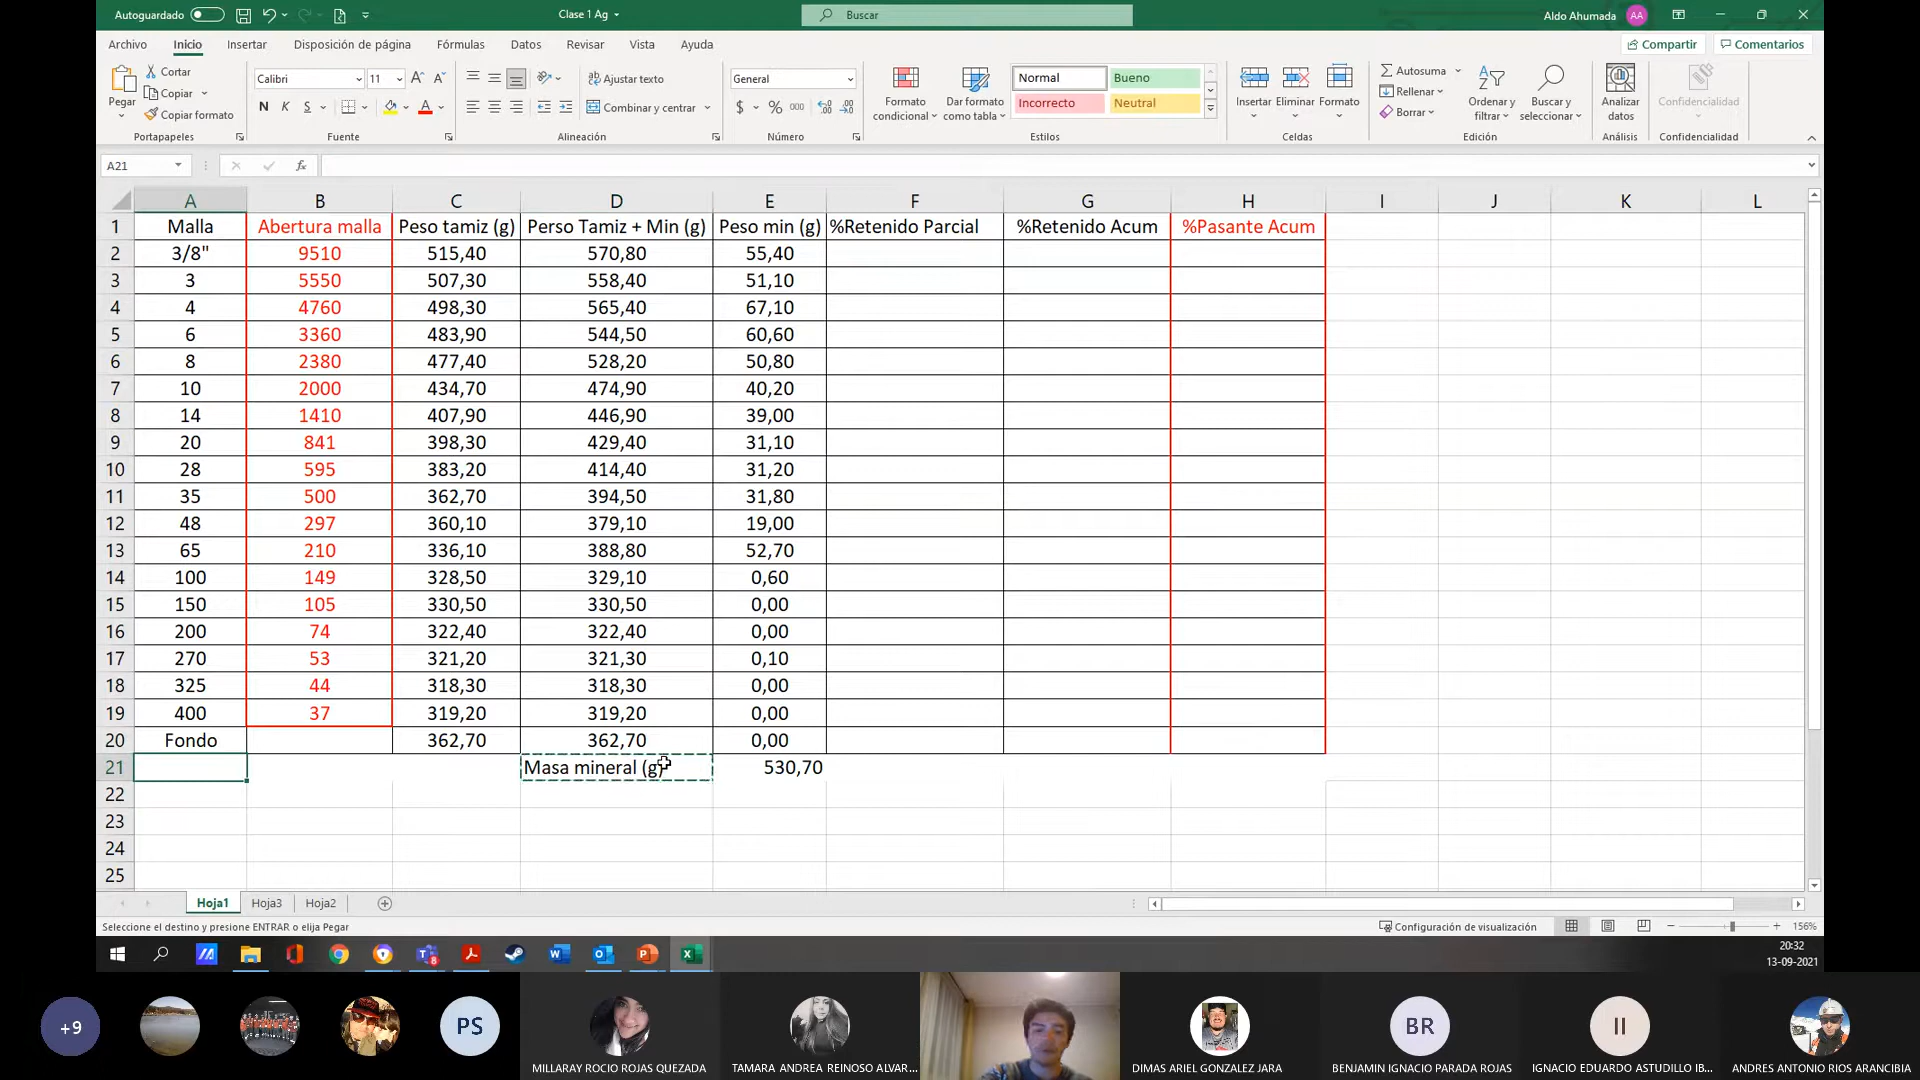 Autoguardado
Clase 1 Ag
Buscar
Aldo Ahumada AA
Archivo Inicio Insertar Disposición de página Fórmulas Datos Revisar Vista Ayuda
Compartir Comentarios
Pegar
Cortar
Copiar
Copiar formato
Portapapeles
Calibri 11
N K S
Fuente
Ajustar texto
Combinar y centrar
Alineación
General
$ % 000
Número
Formato condicional
Dar formato como tabla
Normal Bueno
Incorrecto Neutral
Estilos
Insertar Eliminar Formato
Celdas
Autosuma
Rellenar
Borrar
Ordenar y filtrar
Buscar y seleccionar
Edición
Analizar datos
Análisis
Confidencialidad
Confidencialidad
A21 fx
A B C D E F G H I J K L
1 Malla Abertura malla Peso tamiz (g) Perso Tamiz + Min (g) Peso min (g) %Retenido Parcial %Retenido Acum %Pasante Acum
2 3/8" 9510 515,40 570,80 55,40
3 3 5550 507,30 558,40 51,10
4 4 4760 498,30 565,40 67,10
5 6 3360 483,90 544,50 60,60
6 8 2380 477,40 528,20 50,80
7 10 2000 434,70 474,90 40,20
8 14 1410 407,90 446,90 39,00
9 20 841 398,30 429,40 31,10
10 28 595 383,20 414,40 31,20
11 35 500 362,70 394,50 31,80
12 48 297 360,10 379,10 19,00
13 65 210 336,10 388,80 52,70
14 100 149 328,50 329,10 0,60
15 150 105 330,50 330,50 0,00
16 200 74 322,40 322,40 0,00
17 270 53 321,20 321,30 0,10
18 325 44 318,30 318,30 0,00
19 400 37 319,20 319,20 0,00
20 Fondo 362,70 362,70 0,00
21 Masa mineral (g) 530,70
22
23
24
25
Hoja1 Hoja3 Hoja2
Seleccione el destino y presione ENTRAR o elija Pegar
Configuración de visualización
156%
20:32
13-09-2021
+9
PS
MILLARAY ROCIO ROJAS QUEZADA
TAMARA ANDREA REINOSO ALVAR...
DIMAS ARIEL GONZALEZ JARA
BR
BENJAMIN IGNACIO PARADA ROJAS
II
IGNACIO EDUARDO ASTUDILLO IB...
ANDRES ANTONIO RIOS ARANCIBIA